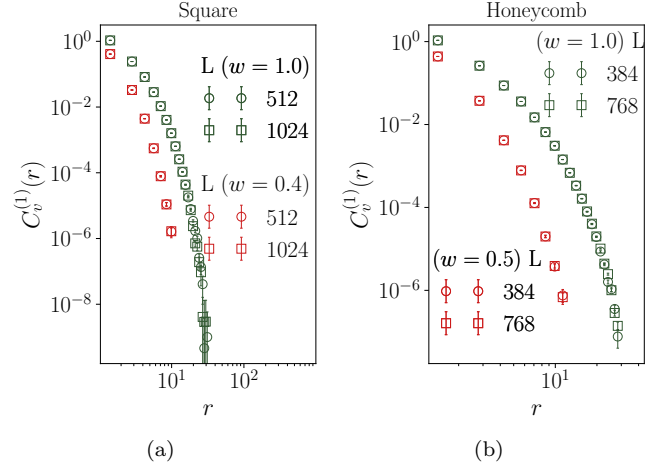 Square
10^0
10^{-2}
10^{-4}
10^{-6}
10^{-8}
C_v^{(1)}(r)
L (w = 1.0)
512
1024
L (w = 0.4)
512
1024
10^1
10^2
r
(a)
Honeycomb
10^0
10^{-2}
10^{-4}
10^{-6}
C_v^{(1)}(r)
(w = 1.0) L
384
768
(w = 0.5) L
384
768
10^1
r
(b)